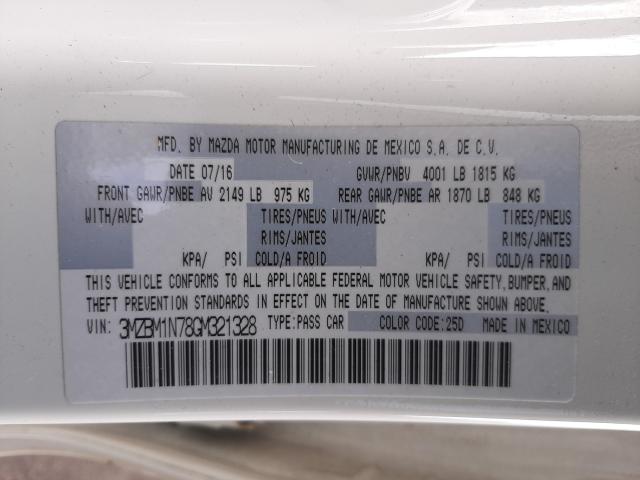 MFD. BY MAZDA MOTOR MANUFACTURING DE MEXICO S.A. DE C.V.
DATE 07/16 GVWR/PNBV 4001 LB 1815 KG
FRONT GAWR/PNBE AV 2149 LB 975 KG REAR GAWR/PNBE AR 1870 LB 848 KG
WITH/AVEC TIRES/PNEUS WITH/AVEC TIRES/PNEUS
RIMS/JANTES RIMS/JANTES
KPA/ PSI COLD/A FROID KPA/ PSI COLD/A FROID
THIS VEHICLE CONFORMS TO ALL APPLICABLE FEDERAL MOTOR VEHICLE SAFETY, BUMPER, AND
THEFT PREVENTION STANDARDS IN EFFECT ON THE DATE OF MANUFACTURE SHOWN ABOVE.
VIN: 3MZBM1N78GM321328 TYPE:PASS CAR COLOR CODE:25D MADE IN MEXICO